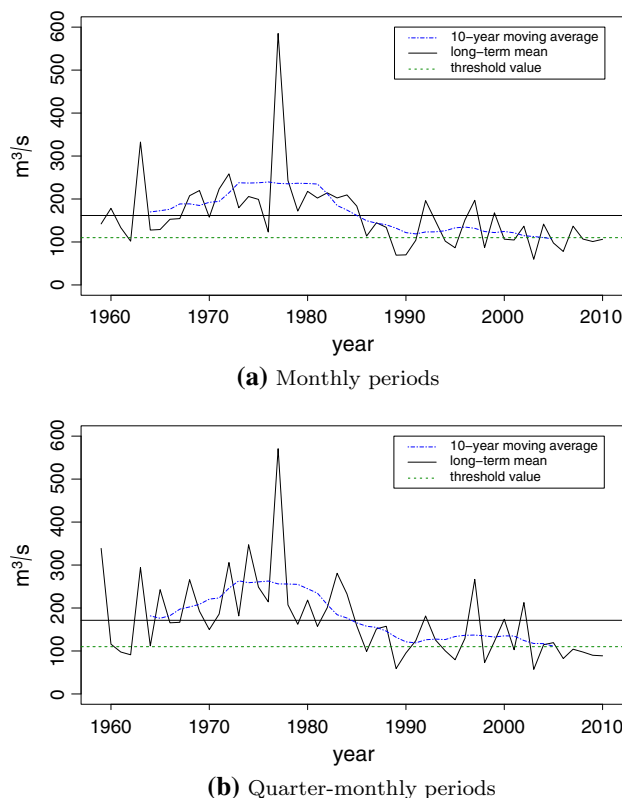 10−year moving average
long−term mean
threshold value
600
500
400
300
200
100
0
m³/s
1960 1970 1980 1990 2000 2010
year
(a) Monthly periods
10−year moving average
long−term mean
threshold value
600
500
400
300
200
100
0
m³/s
1960 1970 1980 1990 2000 2010
year
(b) Quarter-monthly periods